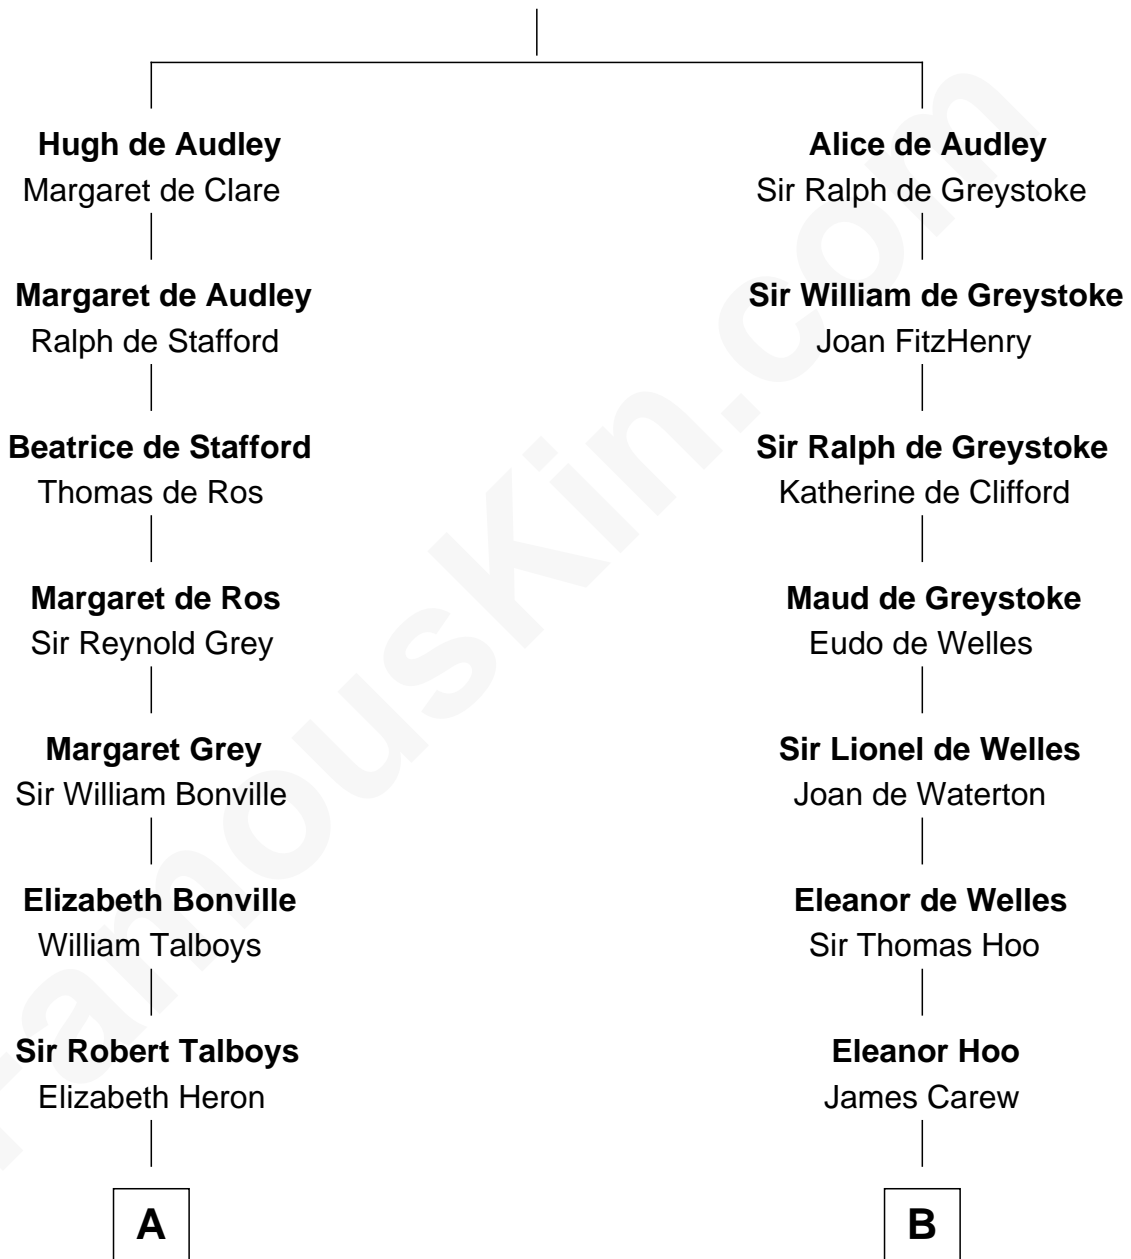 Hugh de Audley
Margaret de Clare
Alice de Audley
Sir Ralph de Greystoke
Margaret de Audley
Ralph de Stafford
Sir William de Greystoke
Joan FitzHenry
Beatrice de Stafford
Thomas de Ros
Sir Ralph de Greystoke
Katherine de Clifford
Margaret de Ros
Sir Reynold Grey
Maud de Greystoke
Eudo de Welles
Margaret Grey
Sir William Bonville
Sir Lionel de Welles
Joan de Waterton
Elizabeth Bonville
William Talboys
Eleanor de Welles
Sir Thomas Hoo
Sir Robert Talboys
Elizabeth Heron
Eleanor Hoo
James Carew
A
B
FamousKin.com